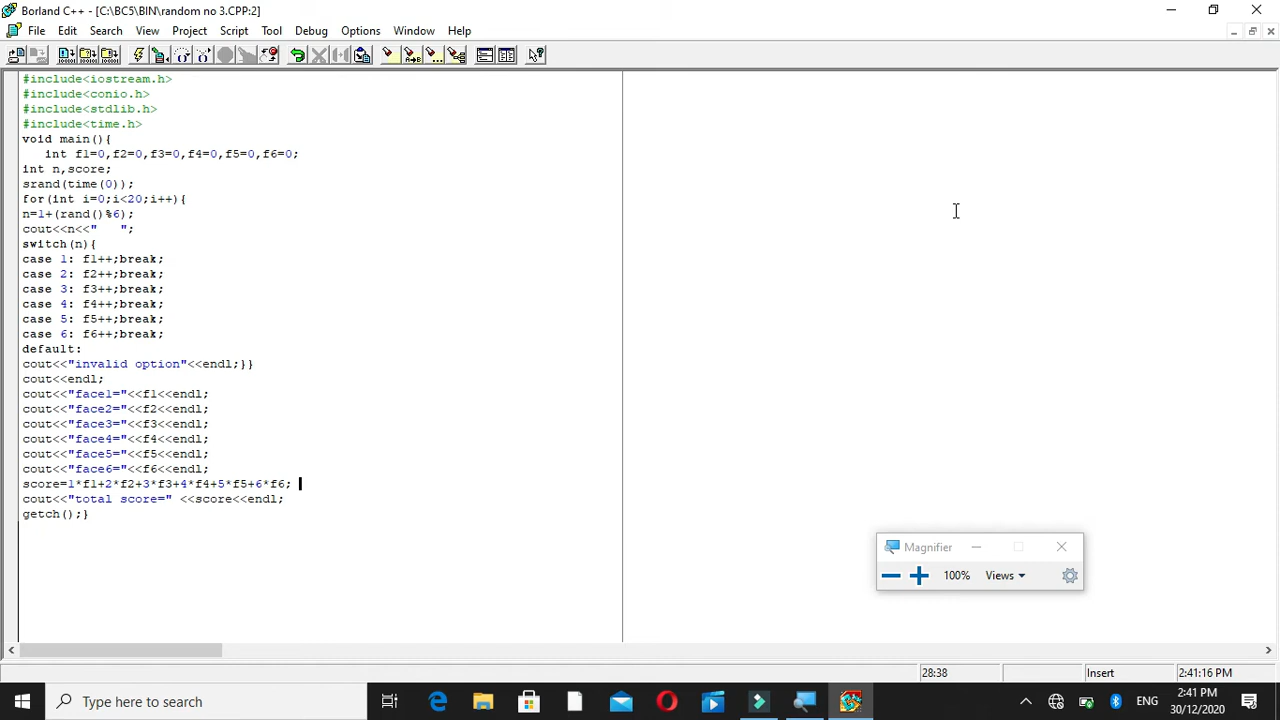 Borland C++ - [C:\BC5\BIN\random no 3.CPP:2]
File Edit Search View Project Script Tool Debug Options Window Help
#include<iostream.h>
#include<conio.h>
#include<stdlib.h>
#include<time.h>
void main(){
int f1=0,f2=0,f3=0,f4=0,f5=0,f6=0;
int n,score;
srand(time(0));
for(int i=0;i<20;i++){
n=1+(rand()%6);
cout<<n<<"   ";
switch(n){
case 1: f1++;break;
case 2: f2++;break;
case 3: f3++;break;
case 4: f4++;break;
case 5: f5++;break;
case 6: f6++;break;
default:
cout<<"invalid option"<<endl;}}
cout<<endl;
cout<<"face1="<<f1<<endl;
cout<<"face2="<<f2<<endl;
cout<<"face3="<<f3<<endl;
cout<<"face4="<<f4<<endl;
cout<<"face5="<<f5<<endl;
cout<<"face6="<<f6<<endl;
score=1*f1+2*f2+3*f3+4*f4+5*f5+6*f6;
cout<<"total score=" <<score<<endl;
getch();}
Magnifier
100% Views
28:38 Insert 2:41:16 PM
Type here to search
ENG
2:41 PM
30/12/2020